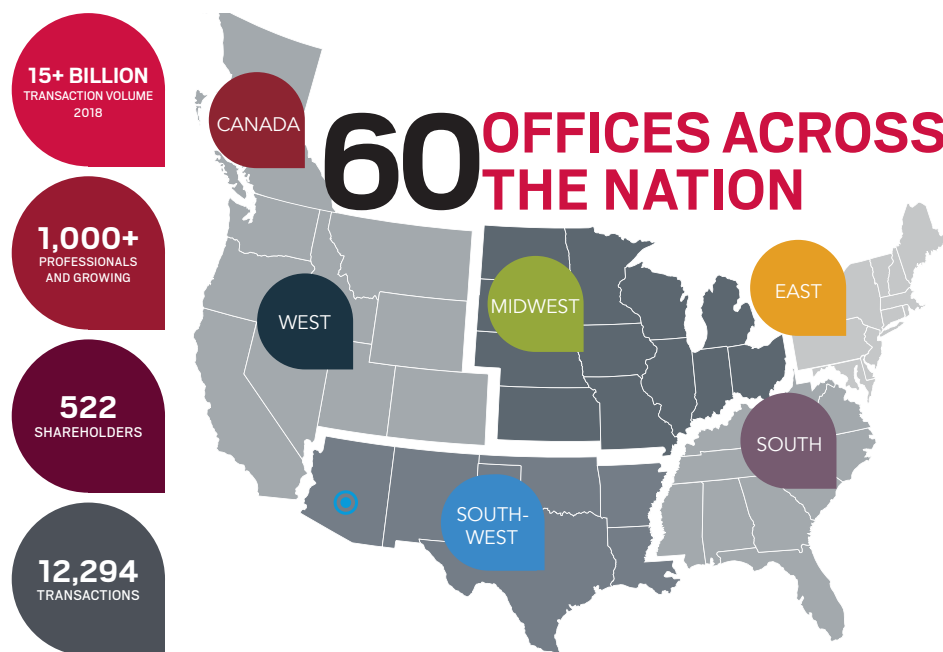 15+ BILLION
TRANSACTION VOLUME
2018
1,000+
PROFESSIONALS
AND GROWING
522
SHAREHOLDERS
12,294
TRANSACTIONS
60 OFFICES ACROSS
THE NATION
CANADA
WEST
MIDWEST
EAST
SOUTH
SOUTH-
WEST